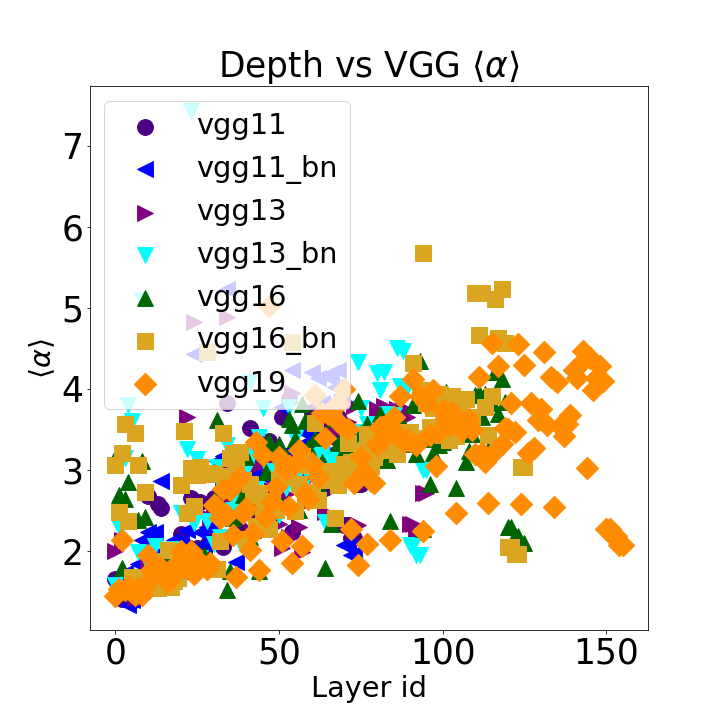 Depth vs VGG ⟨α⟩
vgg11
vgg11_bn
vgg13
vgg13_bn
vgg16
vgg16_bn
vgg19
7
6
5
4
3
2
⟨α⟩
0 50 100 150
Layer id